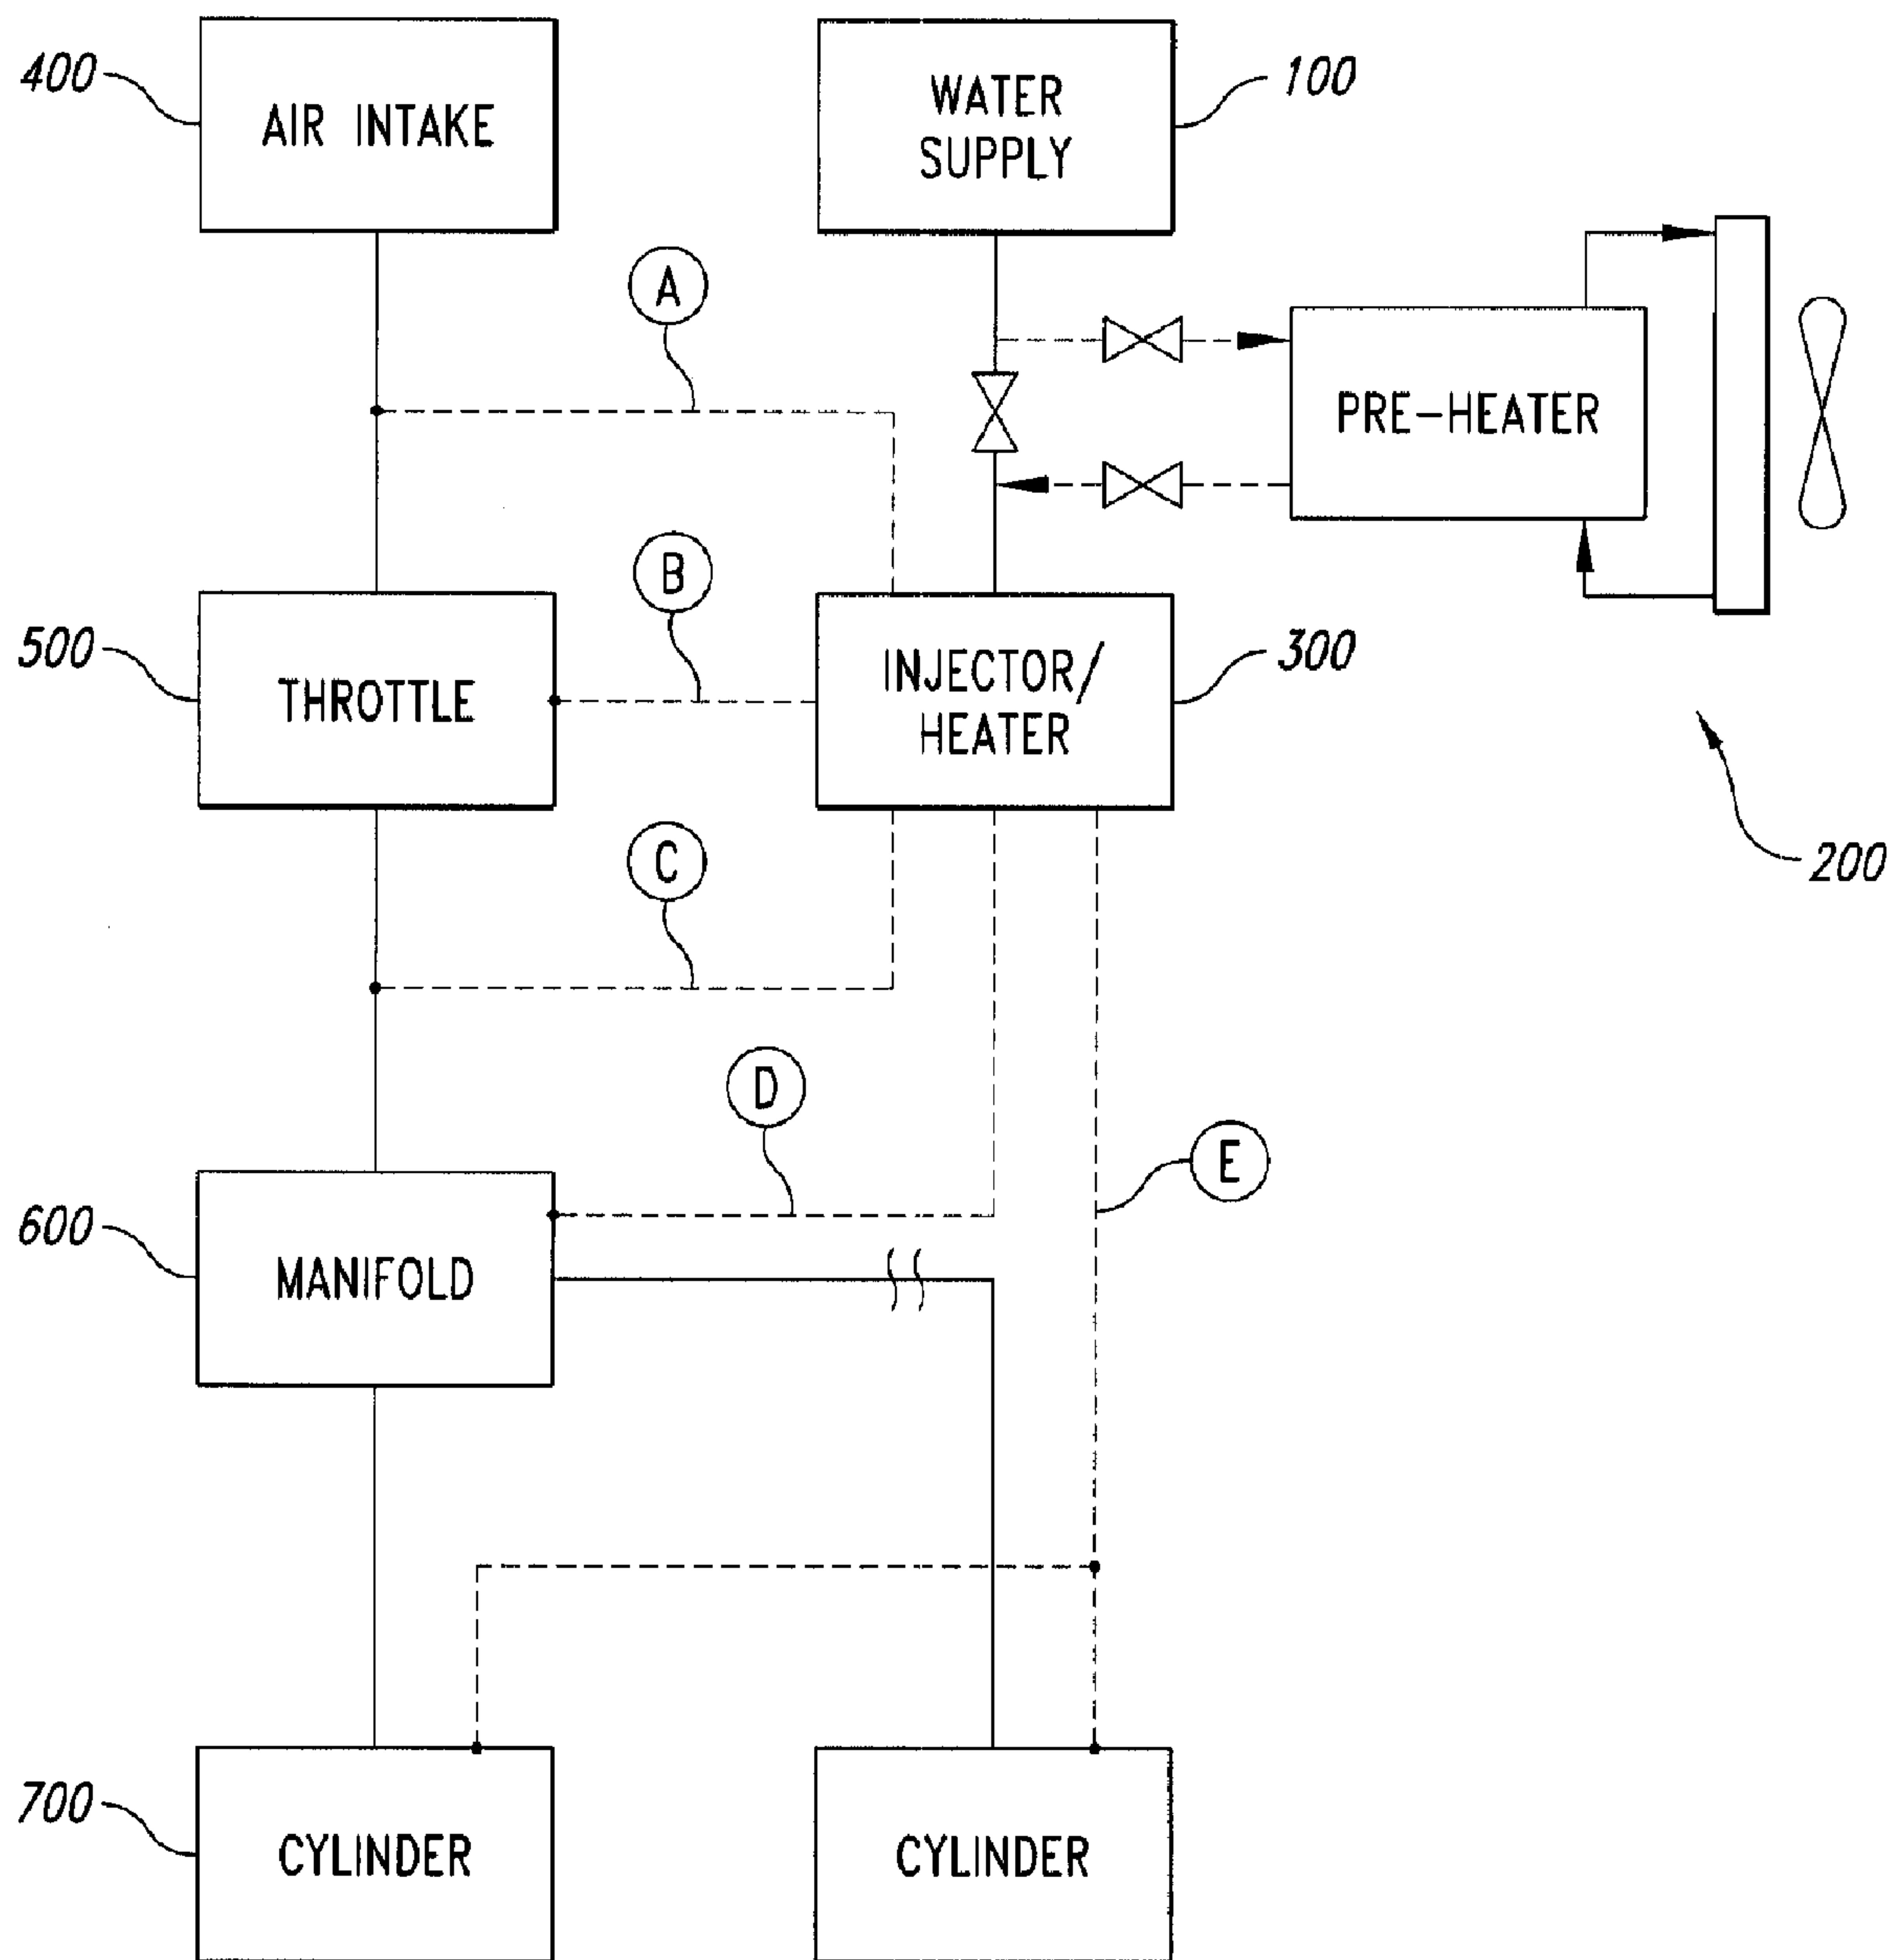 400
AIR INTAKE
WATER
SUPPLY
100
A
PRE-HEATER
B
500
THROTTLE
INJECTOR/
HEATER
300
C
200
D
E
600
MANIFOLD
700
CYLINDER
CYLINDER